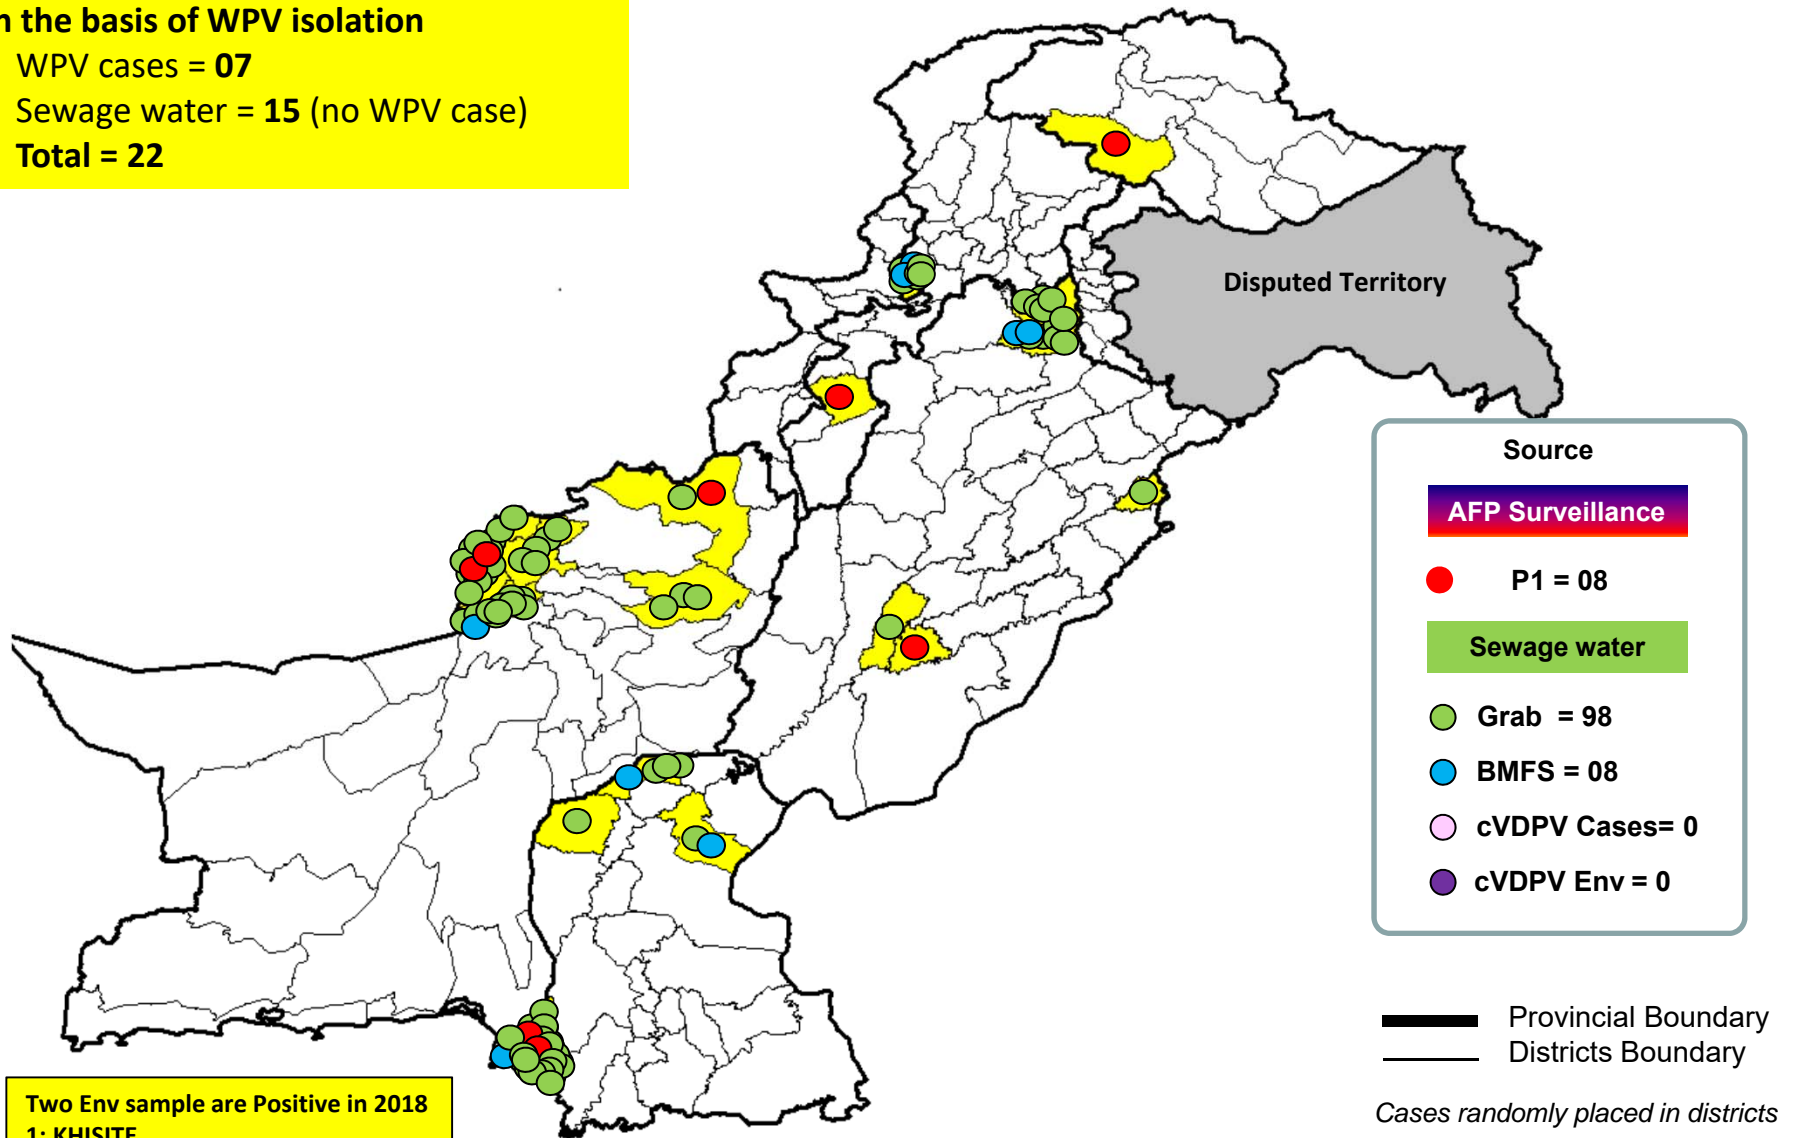 n the basis of WPV isolation
WPV cases = 07
Sewage water = 15 (no WPV case)
Total = 22
Disputed Territory
Source
AFP Surveillance
P1 = 08
Sewage water
Grab = 98
BMFS = 08
cVDPV Cases= 0
cVDPV Env = 0
Provincial Boundary
Districts Boundary
Cases randomly placed in districts
Two Env sample are Positive in 2018
1: KHISITE